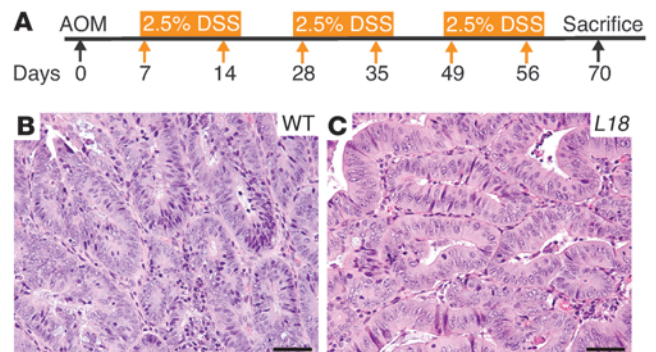 A
AOM 2.5% DSS 2.5% DSS 2.5% DSS Sacrifice
Days 0 7 14 28 35 49 56 70
B WT C L18